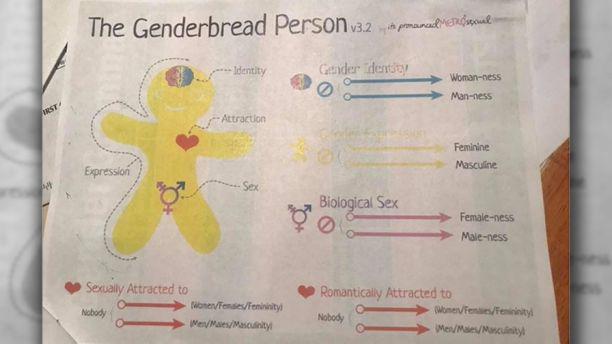 The Genderbread Person v3.2 by its pronounced METROsexual
Identity
Attraction
Expression
Sex
Gender Identity
Woman-ness
Man-ness
Gender Expression
Feminine
Masculine
Biological Sex
Female-ness
Male-ness
Sexually Attracted to
Nobody
(Women/Females/Femininity)
(Men/Males/Masculinity)
Romantically Attracted to
Nobody
(Women/Females/Femininity)
(Men/Males/Masculinity)